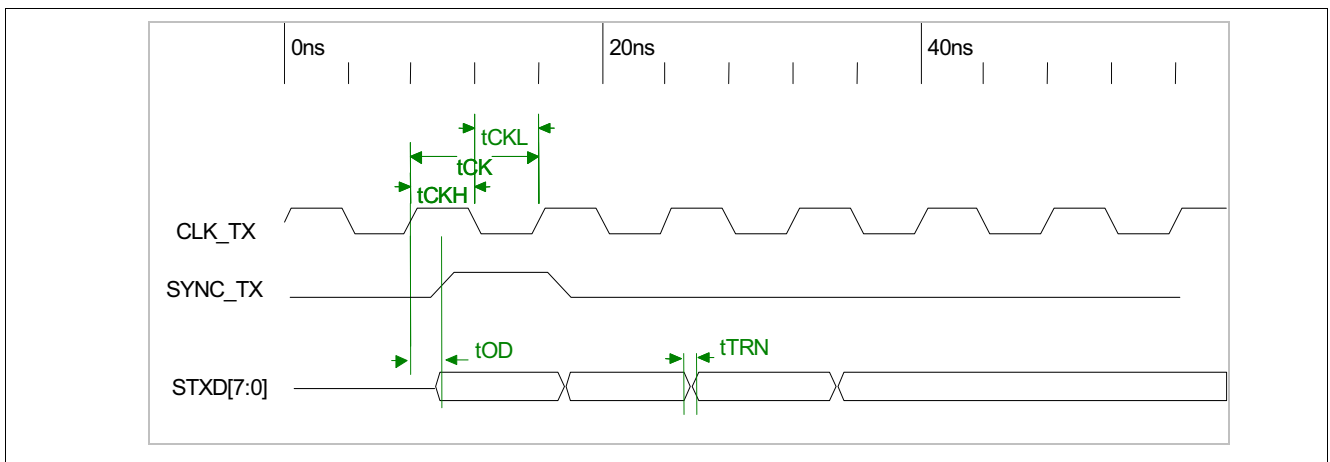 0ns 20ns 40ns
tCKL
tCK
tCKH
CLK_TX
SYNC_TX
tOD tTRN
STXD[7:0]